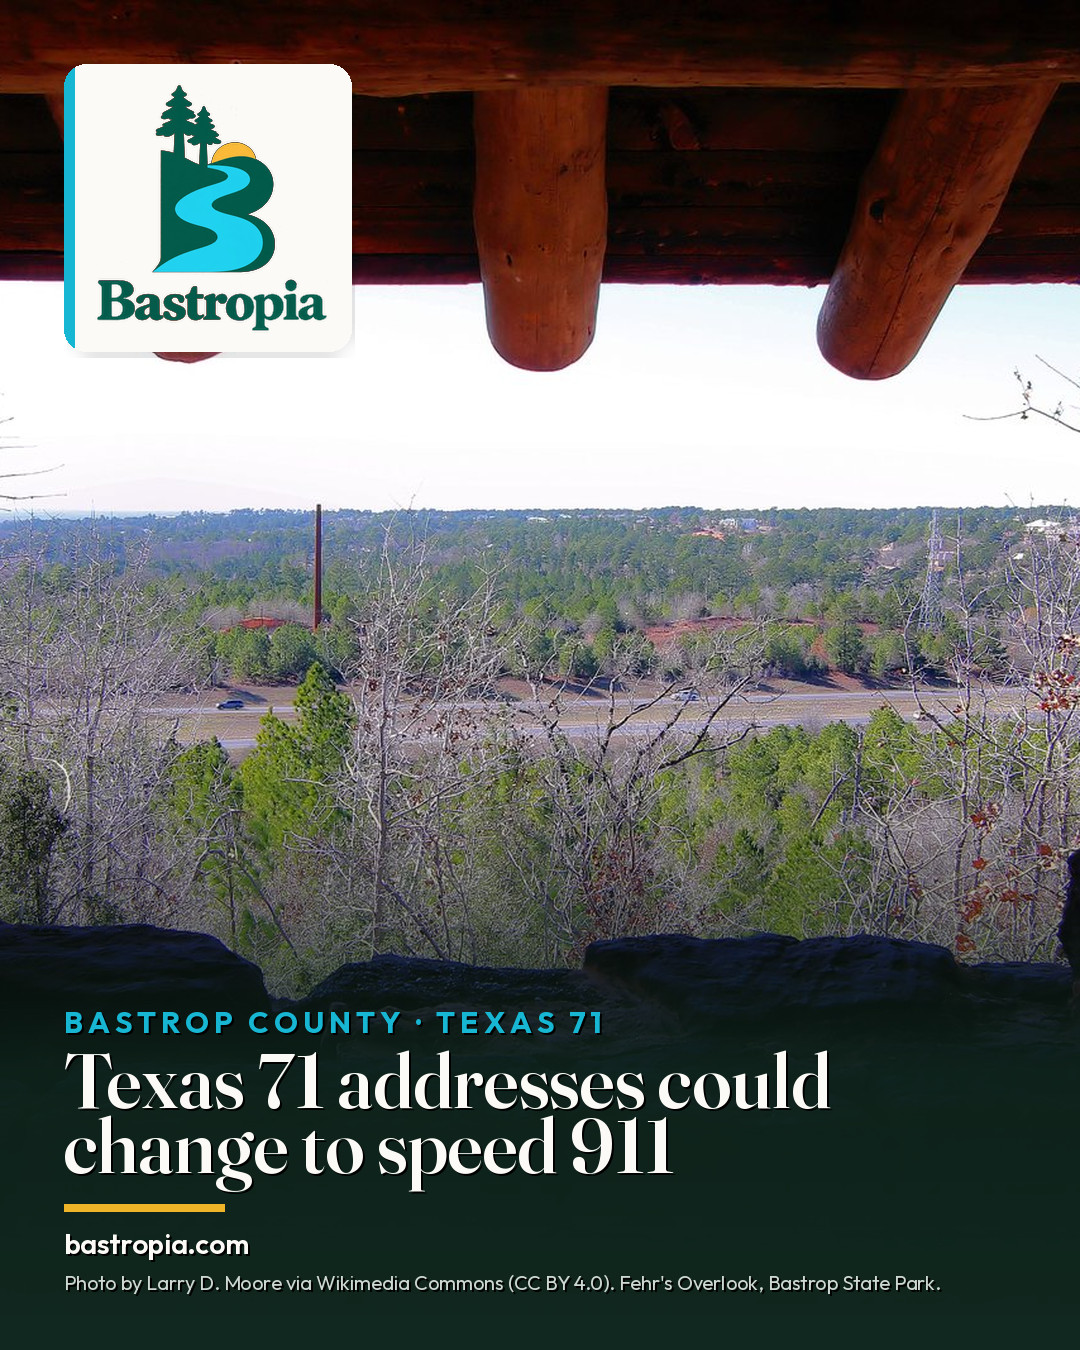 Bastropia
BASTROP COUNTY · TEXAS 71
Texas 71 addresses could
change to speed 911
bastropia.com
Photo by Larry D. Moore via Wikimedia Commons (CC BY 4.0). Fehr's Overlook, Bastrop State Park.